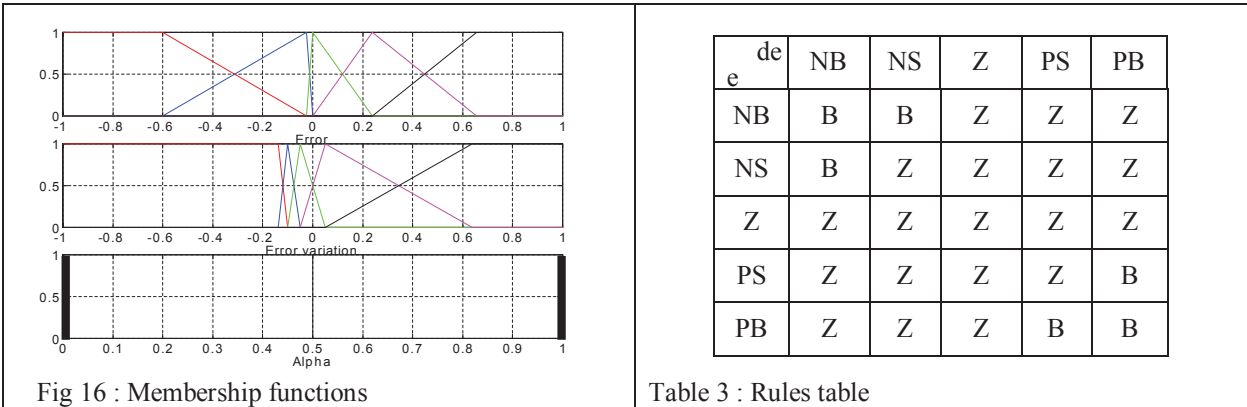 1
0.5
0
-1 -0.8 -0.6 -0.4 -0.2 0 0.2 0.4 0.6 0.8 1
Error
1
0.5
0
-1 -0.8 -0.6 -0.4 -0.2 0 0.2 0.4 0.6 0.8 1
Error variation
1
0.5
0
0 0.1 0.2 0.3 0.4 0.5 0.6 0.7 0.8 0.9 1
Alpha
Fig 16 : Membership functions
de e NB NS Z PS PB
NB B B Z Z Z
NS B Z Z Z Z
Z Z Z Z Z Z
PS Z Z Z Z B
PB Z Z Z B B
Table 3 : Rules table